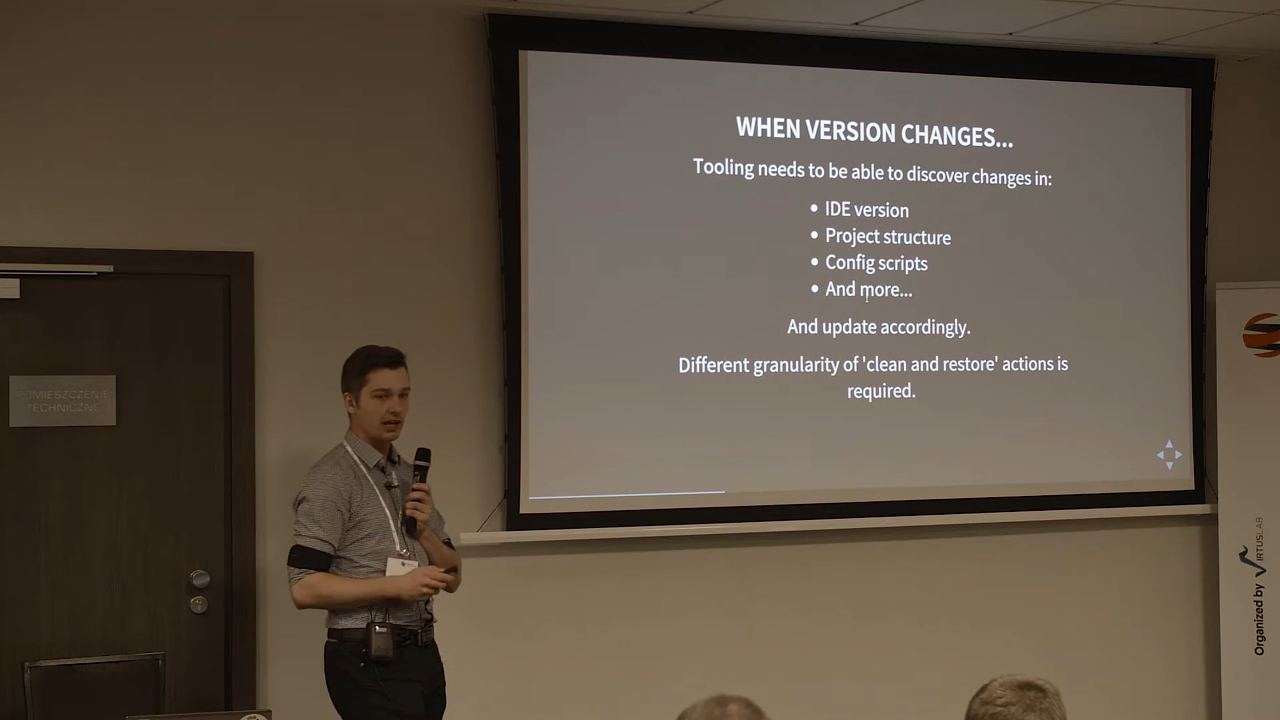 WHEN VERSION CHANGES...
Tooling needs to be able to discover changes in:
• IDE version
• Project structure
• Config scripts
• And more...
And update accordingly.
Different granularity of 'clean and restore' actions is
required.
POMIESZCZENIE
TECHNICZNE
Organized by VIRTUSLAB